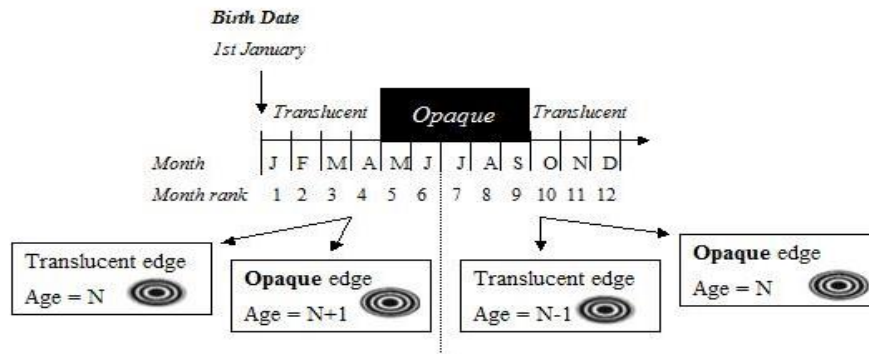 Birth Date
1st January
Translucent Opaque Translucent
Month J F M A M J J A S O N D
Month rank 1 2 3 4 5 6 7 8 9 10 11 12
Translucent edge
Age = N
Opaque edge
Age = N+1
Translucent edge
Age = N-1
Opaque edge
Age = N